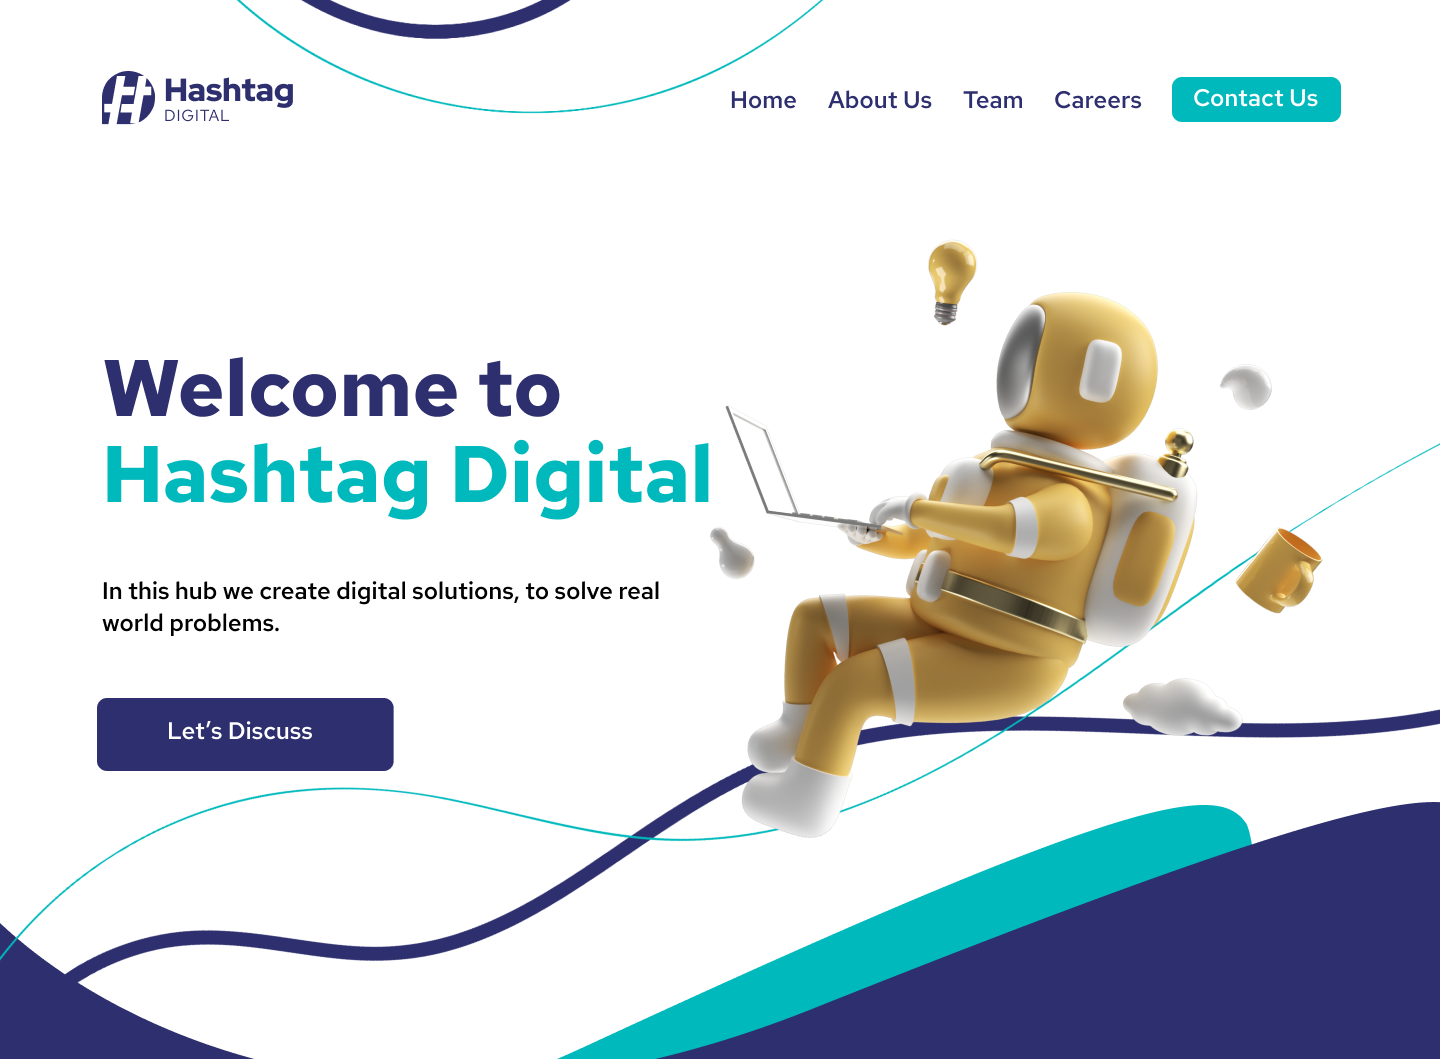 Hashtag
DIGITAL
Home
About Us
Team
Careers
Contact Us
Welcome to
Hashtag Digital
In this hub we create digital solutions, to solve real
world problems.
Let’s Discuss